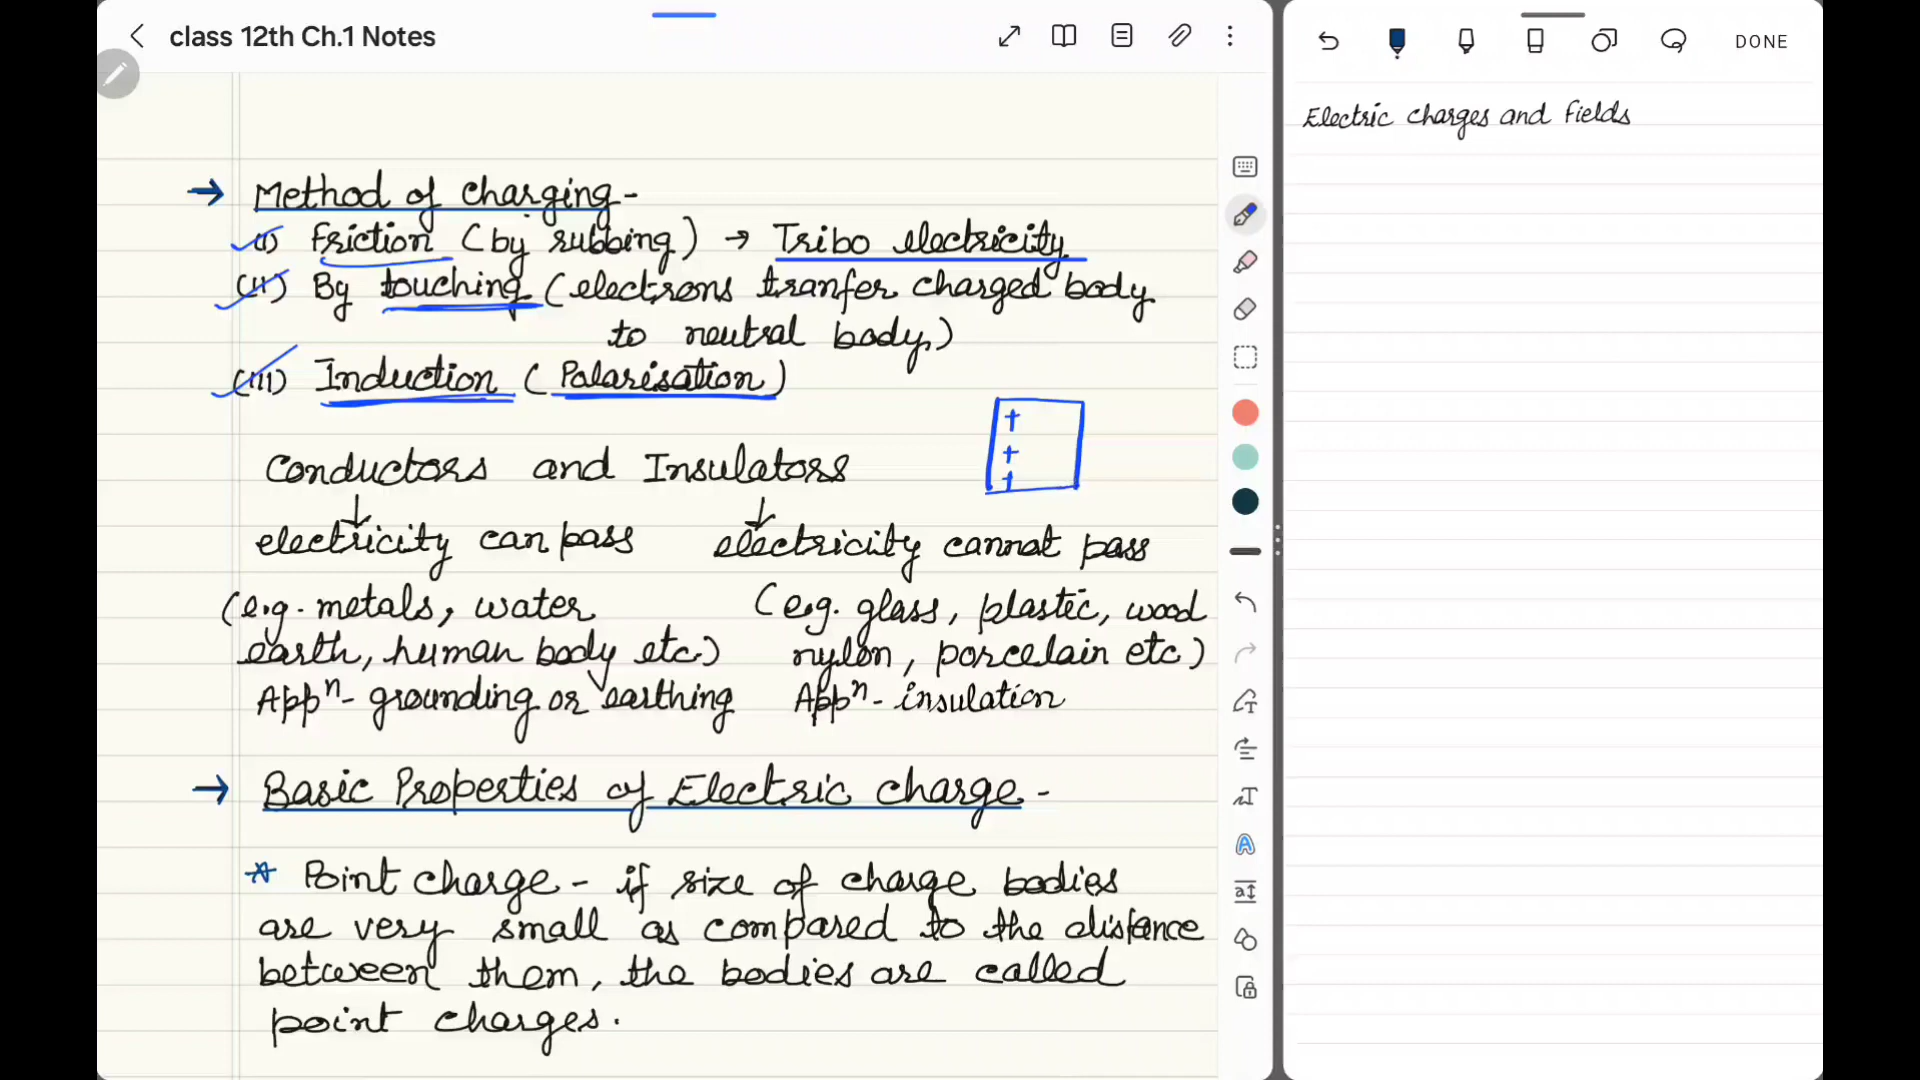 class 12th Ch.1 Notes
→ Method of charging-
(i) Friction (by rubbing) → Tribo electricity
(ii) By touching (electrons tranfer charged body
to neutral body)
(iii) Induction (Polarisation)
+
+
+
Conductors and Insulators
↓ ↓
electricity can pass electricity cannot pass
(e.g. metals, water (e.g. glass, plastic, wood
earth, human body etc.) nylon, porcelain etc)
Appⁿ- grounding or earthing Appⁿ- insulation
→ Basic Properties of Electric charge -
* Point charge - if size of charge bodies
are very small as compared to the distance
between them, the bodies are called
point charges.
DONE
Electric charges and Fields